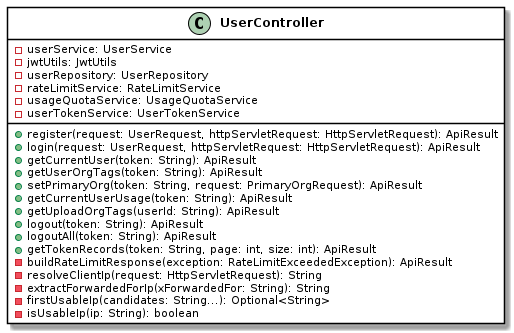 C UserController
userService: UserService
jwtUtils: JwtUtils
userRepository: UserRepository
rateLimitService: RateLimitService
usageQuotaService: UsageQuotaService
userTokenService: UserTokenService
register(request: UserRequest, httpServletRequest: HttpServletRequest): ApiResult
login(request: UserRequest, httpServletRequest: HttpServletRequest): ApiResult
getCurrentUser(token: String): ApiResult
getUserOrgTags(token: String): ApiResult
setPrimaryOrg(token: String, request: PrimaryOrgRequest): ApiResult
getCurrentUserUsage(token: String): ApiResult
getUploadOrgTags(userId: String): ApiResult
logout(token: String): ApiResult
logoutAll(token: String): ApiResult
getTokenRecords(token: String, page: int, size: int): ApiResult
buildRateLimitResponse(exception: RateLimitExceededException): ApiResult
resolveClientIp(request: HttpServletRequest): String
extractForwardedForIp(xForwardedFor: String): String
firstUsableIp(candidates: String...): Optional<String>
isUsableIp(ip: String): boolean